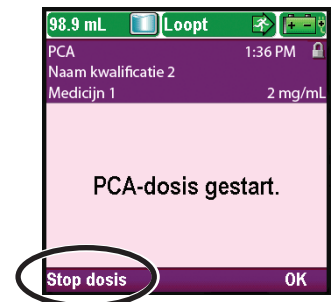 98.9 mL Loopt
PCA 1:36 PM
Naam kwalificatie 2
Medicijn 1 2 mg/mL
PCA-dosis gestart.
Stop dosis OK